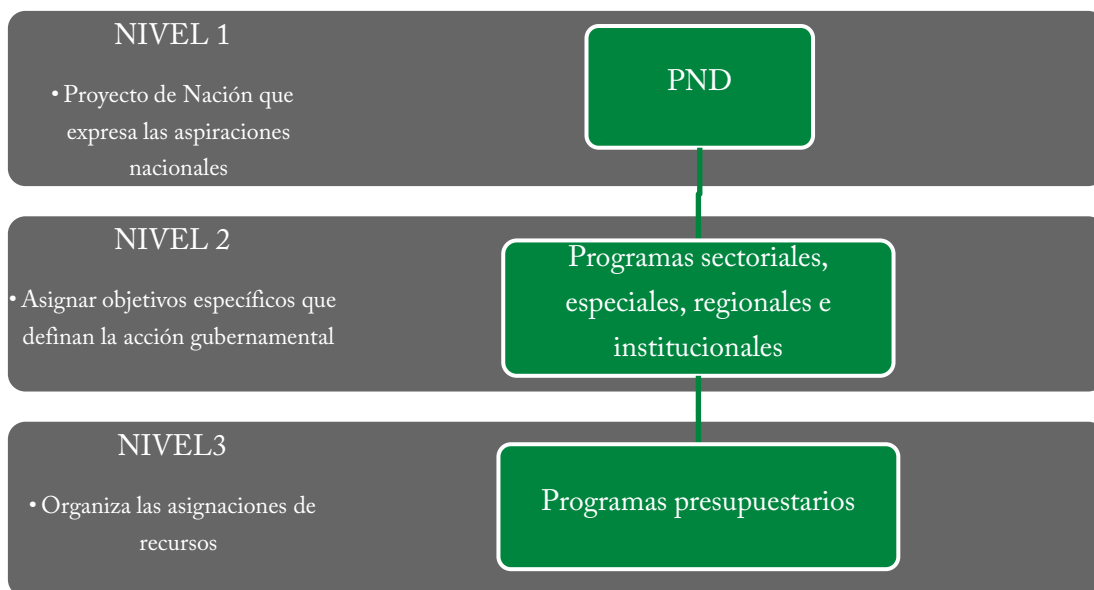 NIVEL 1
• Proyecto de Nación que
expresa las aspiraciones
nacionales
PND
NIVEL 2
• Asignar objetivos específicos que
definan la acción gubernamental
Programas sectoriales,
especiales, regionales e
institucionales
NIVEL3
• Organiza las asignaciones de
recursos
Programas presupuestarios